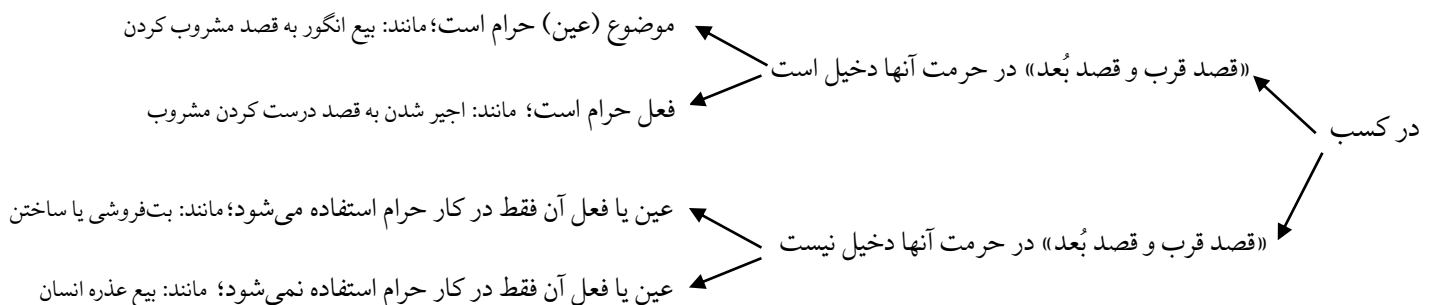 موضوع (عین) حرام است؛ مانند: بیع انگور به قصد مشروب کردن
«قصد قرب و قصد بُعد» در حرمت آنها دخیل است
فعل حرام است؛ مانند: اجیر شدن به قصد درست کردن مشروب
در کسب
عین یا فعل آن فقط در کار حرام استفاده می‌شود؛ مانند: بت‌فروشی یا ساختن
«قصد قرب و قصد بُعد» در حرمت آنها دخیل نیست
عین یا فعل آن فقط در کار حرام استفاده نمی‌شود؛ مانند: بیع عذره انسان